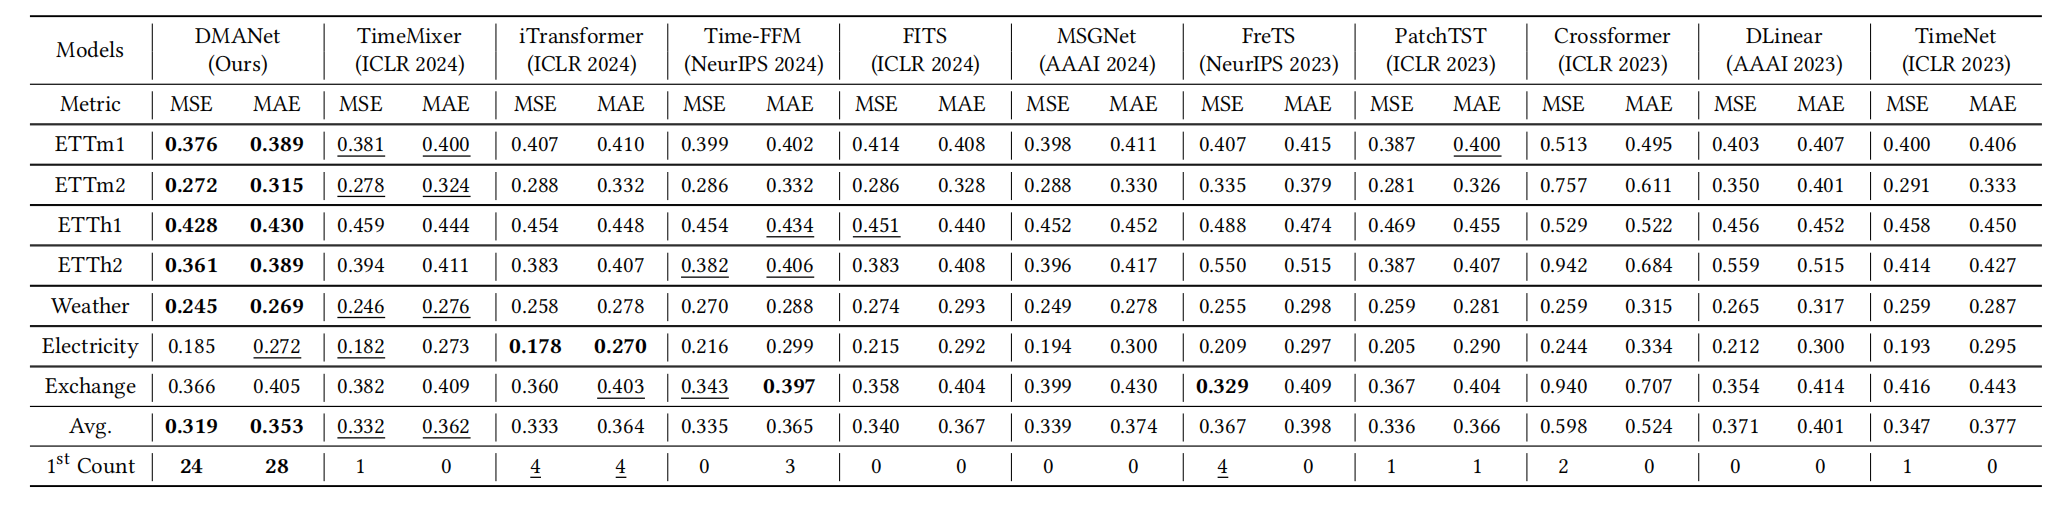 Models DMANet (Ours) TimeMixer (ICLR 2024) iTransformer (ICLR 2024) Time-FFM (NeurIPS 2024) FITS (ICLR 2024) MSGNet (AAAI 2024) FreTS (NeurIPS 2023) PatchTST (ICLR 2023) Crossformer (ICLR 2023) DLinear (AAAI 2023) TimeNet (ICLR 2023)
Metric MSE MAE MSE MAE MSE MAE MSE MAE MSE MAE MSE MAE MSE MAE MSE MAE MSE MAE MSE MAE MSE MAE
ETTm1 0.376 0.389 0.381 0.400 0.407 0.410 0.399 0.402 0.414 0.408 0.398 0.411 0.407 0.415 0.387 0.400 0.513 0.495 0.403 0.407 0.400 0.406
ETTm2 0.272 0.315 0.278 0.324 0.288 0.332 0.286 0.332 0.286 0.328 0.288 0.330 0.335 0.379 0.281 0.326 0.757 0.611 0.350 0.401 0.291 0.333
ETTh1 0.428 0.430 0.459 0.444 0.454 0.448 0.454 0.434 0.451 0.440 0.452 0.452 0.488 0.474 0.469 0.455 0.529 0.522 0.456 0.452 0.458 0.450
ETTh2 0.361 0.389 0.394 0.411 0.383 0.407 0.382 0.406 0.383 0.408 0.396 0.417 0.550 0.515 0.387 0.407 0.942 0.684 0.559 0.515 0.414 0.427
Weather 0.245 0.269 0.246 0.276 0.258 0.278 0.270 0.288 0.274 0.293 0.249 0.278 0.255 0.298 0.259 0.281 0.259 0.315 0.265 0.317 0.259 0.287
Electricity 0.185 0.272 0.182 0.273 0.178 0.270 0.216 0.299 0.215 0.292 0.194 0.300 0.209 0.297 0.205 0.290 0.244 0.334 0.212 0.300 0.193 0.295
Exchange 0.366 0.405 0.382 0.409 0.360 0.403 0.343 0.397 0.358 0.404 0.399 0.430 0.329 0.409 0.367 0.404 0.940 0.707 0.354 0.414 0.416 0.443
Avg. 0.319 0.353 0.332 0.362 0.333 0.364 0.335 0.365 0.340 0.367 0.339 0.374 0.367 0.398 0.336 0.366 0.598 0.524 0.371 0.401 0.347 0.377
1st Count 24 28 1 0 4 4 0 3 0 0 0 0 4 0 1 1 2 0 0 0 1 0